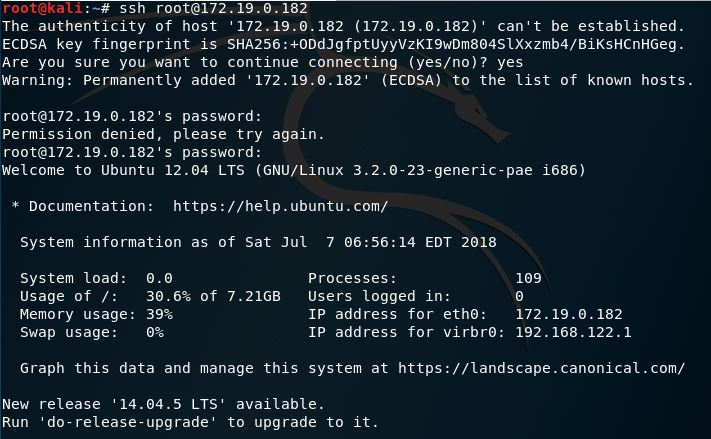 root@kali:~# ssh root@172.19.0.182
The authenticity of host '172.19.0.182 (172.19.0.182)' can't be established.
ECDSA key fingerprint is SHA256:+ODdJgfptUyyVzKI9wDm804SlXxzmb4/BiKsHCnHGeg.
Are you sure you want to continue connecting (yes/no)? yes
Warning: Permanently added '172.19.0.182' (ECDSA) to the list of known hosts.
root@172.19.0.182's password:
Permission denied, please try again.
root@172.19.0.182's password:
Welcome to Ubuntu 12.04 LTS (GNU/Linux 3.2.0-23-generic-pae i686)
* Documentation:  https://help.ubuntu.com/
System information as of Sat Jul  7 06:56:14 EDT 2018
System load:  0.0               Processes:             109
Usage of /:   30.6% of 7.21GB   Users logged in:       0
Memory usage: 39%               IP address for eth0:   172.19.0.182
Swap usage:   0%                IP address for virbr0: 192.168.122.1
Graph this data and manage this system at https://landscape.canonical.com/
New release '14.04.5 LTS' available.
Run 'do-release-upgrade' to upgrade to it.